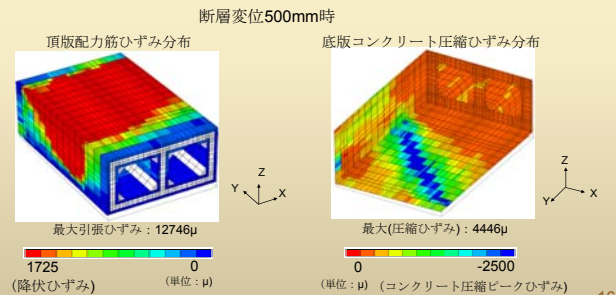 断層変位500mm時
頂版配力筋ひずみ分布
底版コンクリート圧縮ひずみ分布
Z
Y
X
Z
X
Y
最大引張ひずみ：12746μ
最大(圧縮ひずみ)：4446μ
1725
0
(降伏ひずみ)
(単位：μ)
0
-2500
(単位：μ)
(コンクリート圧縮ピークひずみ)